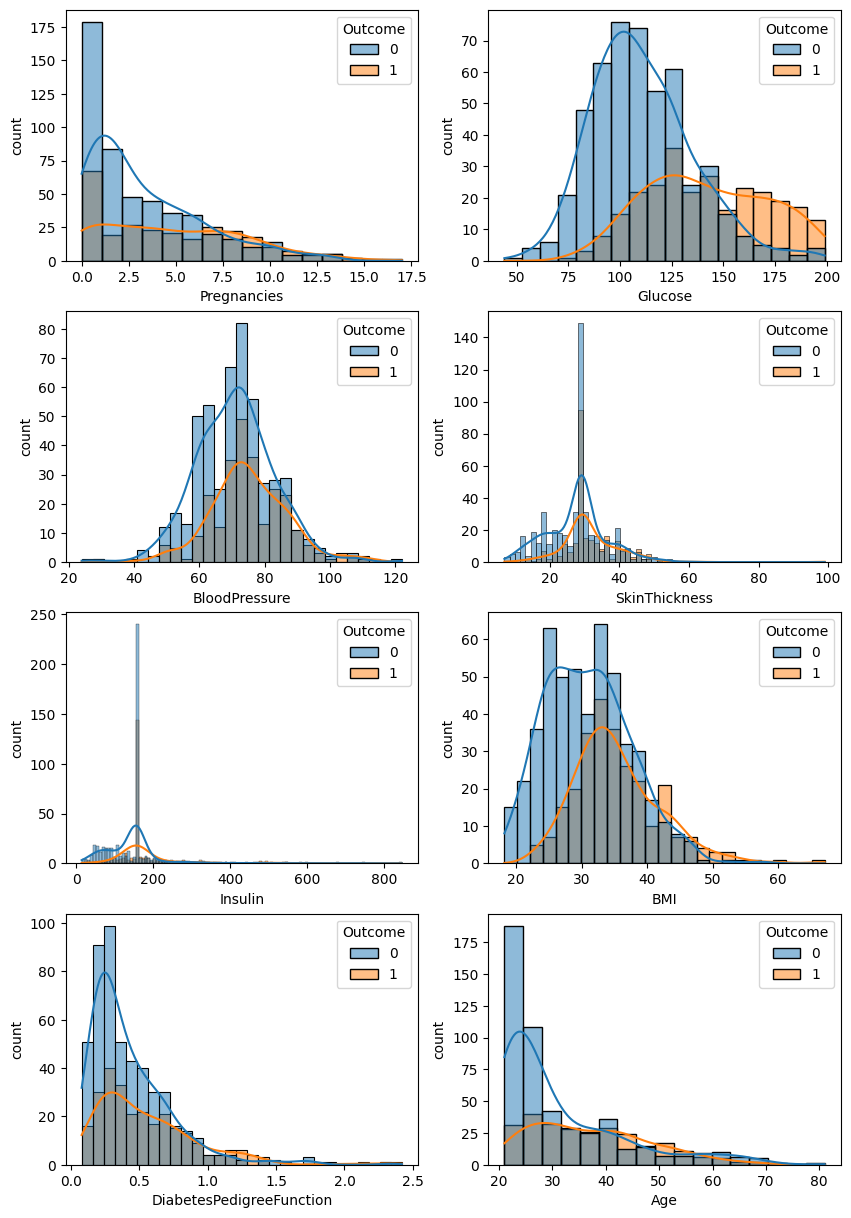 175
150
125
100
75
50
25
0
count
0.0 2.5 5.0 7.5 10.0 12.5 15.0 17.5
Pregnancies
Outcome
0
1
70
60
50
40
30
20
10
0
count
50 75 100 125 150 175 200
Glucose
Outcome
0
1
80
70
60
50
40
30
20
10
0
count
20 40 60 80 100 120
BloodPressure
Outcome
0
1
140
120
100
80
60
40
20
0
count
20 40 60 80 100
SkinThickness
Outcome
0
1
250
200
150
100
50
0
count
0 200 400 600 800
Insulin
Outcome
0
1
60
50
40
30
20
10
0
count
20 30 40 50 60
BMI
Outcome
0
1
100
80
60
40
20
0
count
0.0 0.5 1.0 1.5 2.0 2.5
DiabetesPedigreeFunction
Outcome
0
1
175
150
125
100
75
50
25
0
count
20 30 40 50 60 70 80
Age
Outcome
0
1